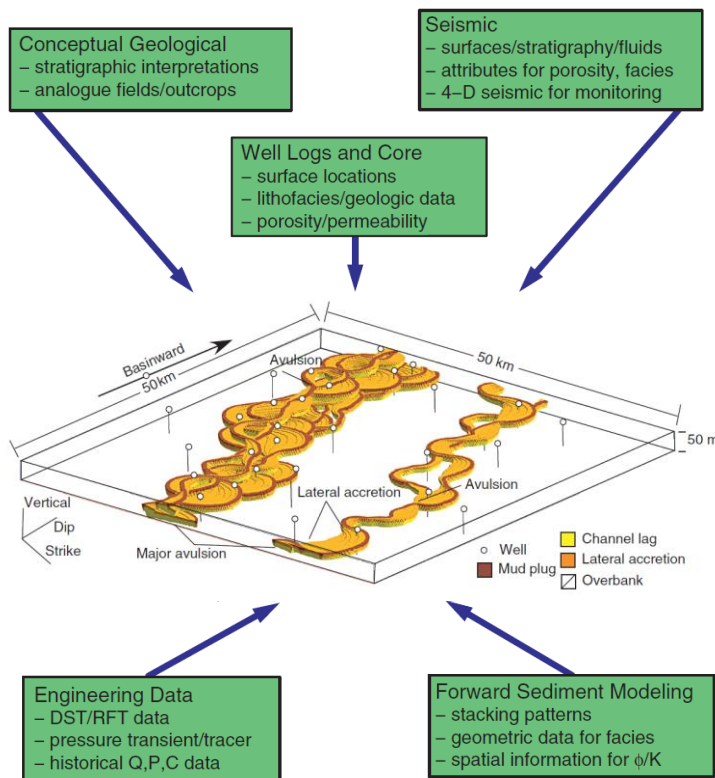 Conceptual Geological
– stratigraphic interpretations
– analogue fields/outcrops
Seismic
– surfaces/stratigraphy/fluids
– attributes for porosity, facies
– 4–D seismic for monitoring
Well Logs and Core
– surface locations
– lithofacies/geologic data
– porosity/permeability
Basinward
50km
Avulsion
50 km
50 m
Vertical
Dip
Strike
Lateral accretion
Avulsion
Major avulsion
Well
Mud plug
Channel lag
Lateral accretion
Overbank
Engineering Data
– DST/RFT data
– pressure transient/tracer
– historical Q,P,C data
Forward Sediment Modeling
– stacking patterns
– geometric data for facies
– spatial information for ϕ/K